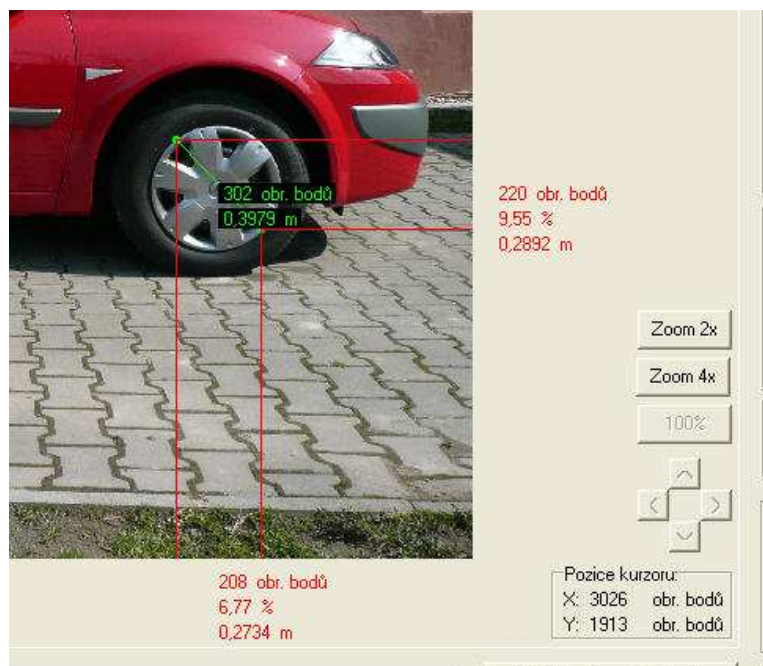 302 obr. bodů
0,3979 m
220 obr. bodů
9,55 %
0,2892 m
Zoom 2x
Zoom 4x
100%
208 obr. bodů
6,77 %
0,2734 m
Pozice kurzoru:
X: 3026 obr. bodů
Y: 1913 obr. bodů